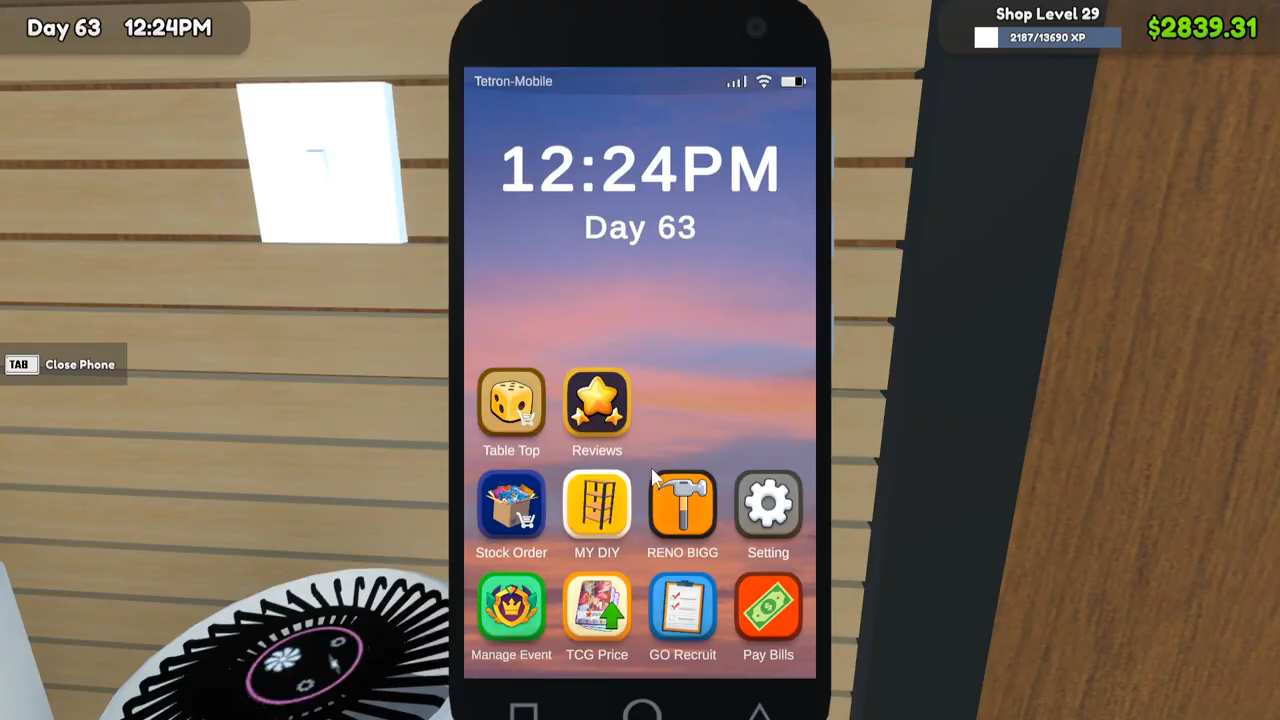 Day 63 12:24PM
Shop Level 29
2187/13690 XP
$2839.31
Tetron-Mobile
12:24PM
Day 63
TAB Close Phone
Table Top Reviews
Stock Order MY DIY RENO BIGG Setting
Manage Event TCG Price GO Recruit Pay Bills